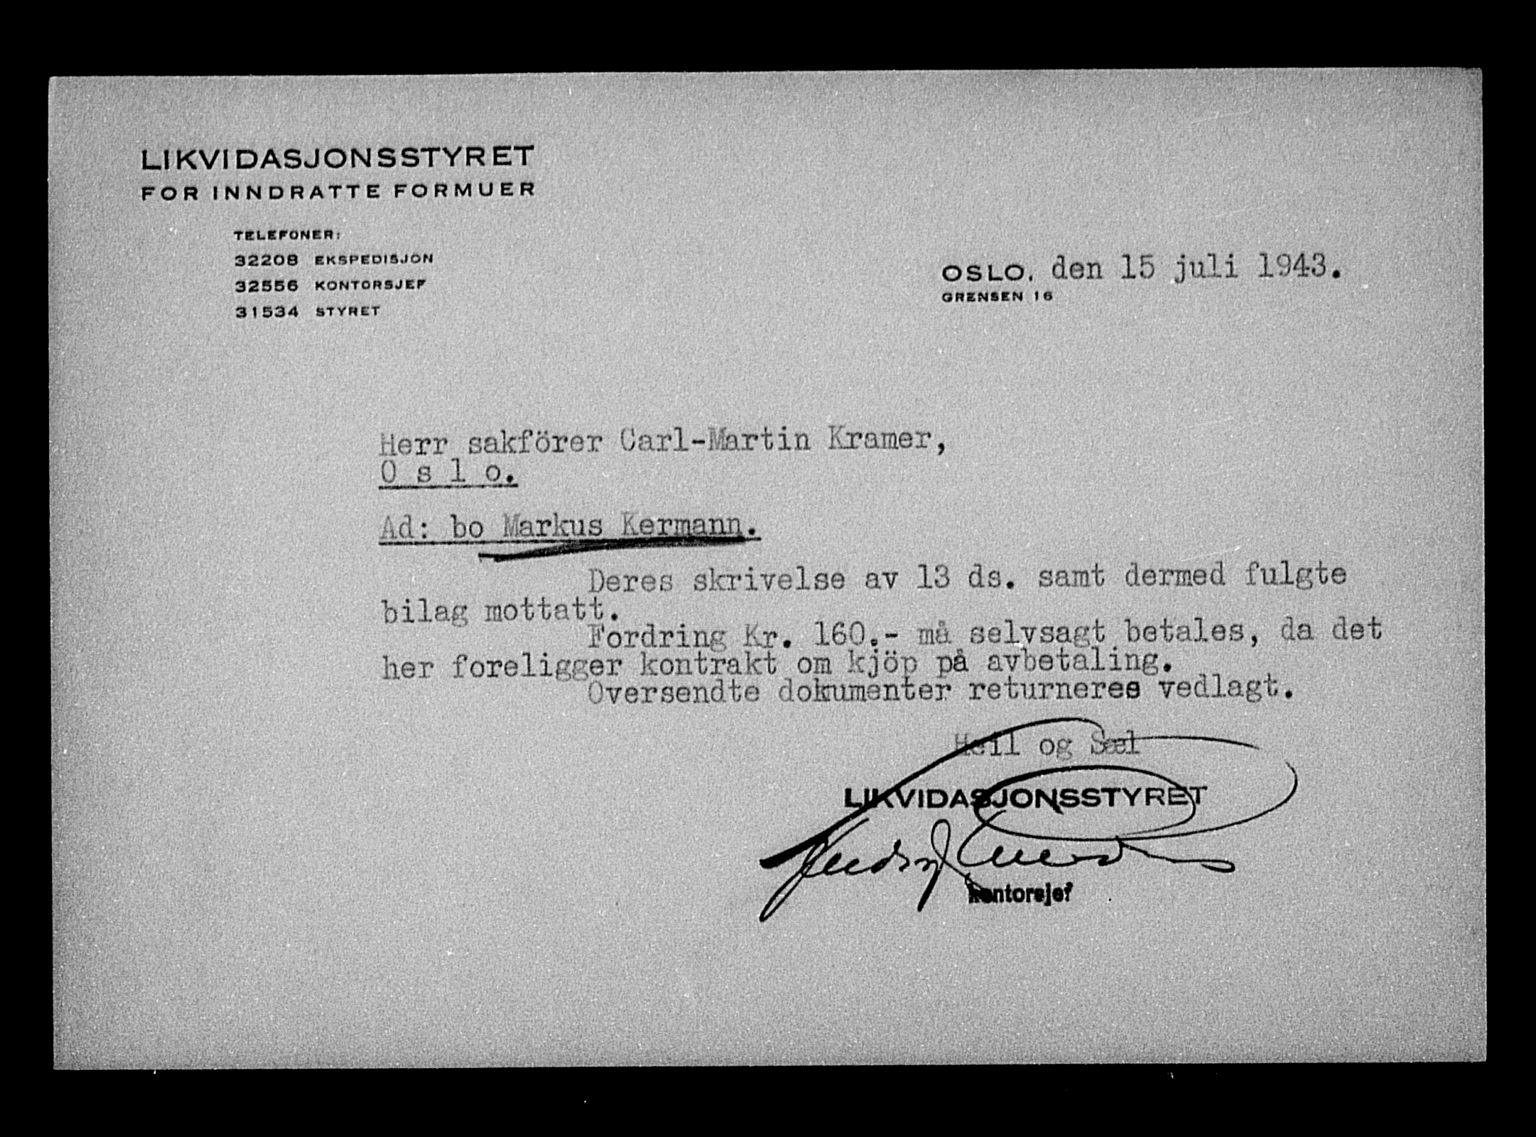 LIKVIDASJONSSTYRET
FOR INNDRATTE FORMUER
TELEFONER:
32208 EKSPEDISJON
32556 KONTORSJEF
31534 STYRET
OSLO, den 15 juli 1943.
GRENSEN 16
Herr sakförer Carl-Martin Kramer,
O s l o.
Ad: bo Markus Kermann.
Deres skrivelse av 13 ds. samt dermed fulgte
bilag mottatt.
Fordring Kr. 160.- må selvsagt betales, da det
her foreligger kontrakt om kjöp på avbetaling.
Oversendte dokumenter returneres vedlagt.
Heil og Sæl
LIKVIDASJONSSTYRET
kontorsjef